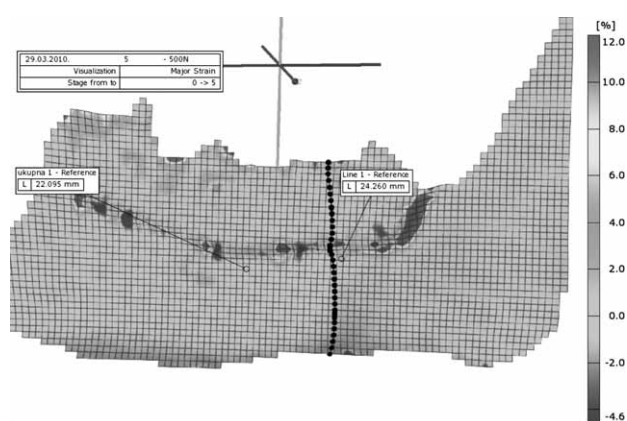 [%]
29.03.2010. 5 - 500N
Visualization Major Strain
Stage from to 0 -> 5
ukupna 1 - Reference
L 22.095 mm
Line 1 - Reference
L 24.260 mm
12.0
10.0
8.0
6.0
4.0
2.0
0.0
-2.0
-4.6